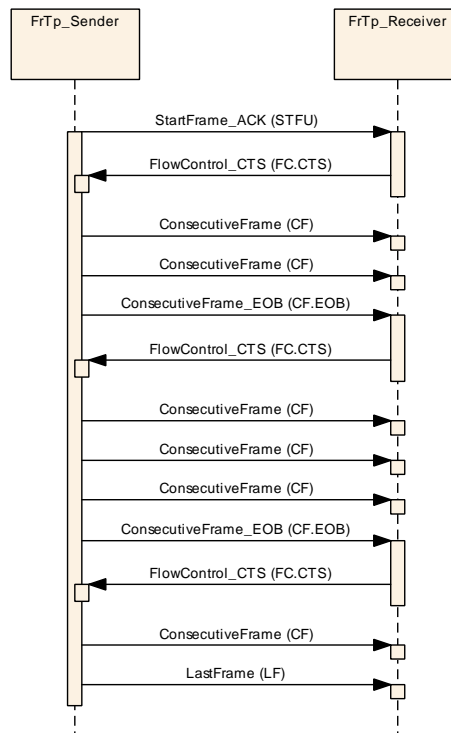 FrTp_Sender
FrTp_Receiver
StartFrame_ACK (STFU)
FlowControl_CTS (FC.CTS)
ConsecutiveFrame (CF)
ConsecutiveFrame (CF)
ConsecutiveFrame_EOB (CF.EOB)
FlowControl_CTS (FC.CTS)
ConsecutiveFrame (CF)
ConsecutiveFrame (CF)
ConsecutiveFrame (CF)
ConsecutiveFrame_EOB (CF.EOB)
FlowControl_CTS (FC.CTS)
ConsecutiveFrame (CF)
LastFrame (LF)